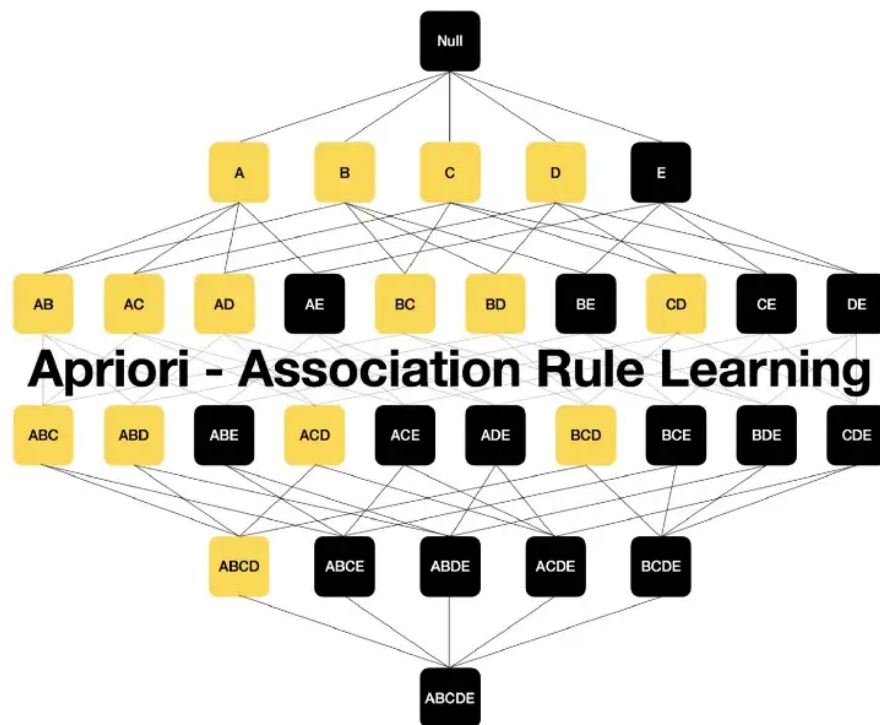 Null
A B C D E
AB AC AD AE BC BD BE CD CE DE
Apriori - Association Rule Learning
ABC ABD ABE ACD ACE ADE BCD BCE BDE CDE
ABCD ABCE ABDE ACDE BCDE
ABCDE